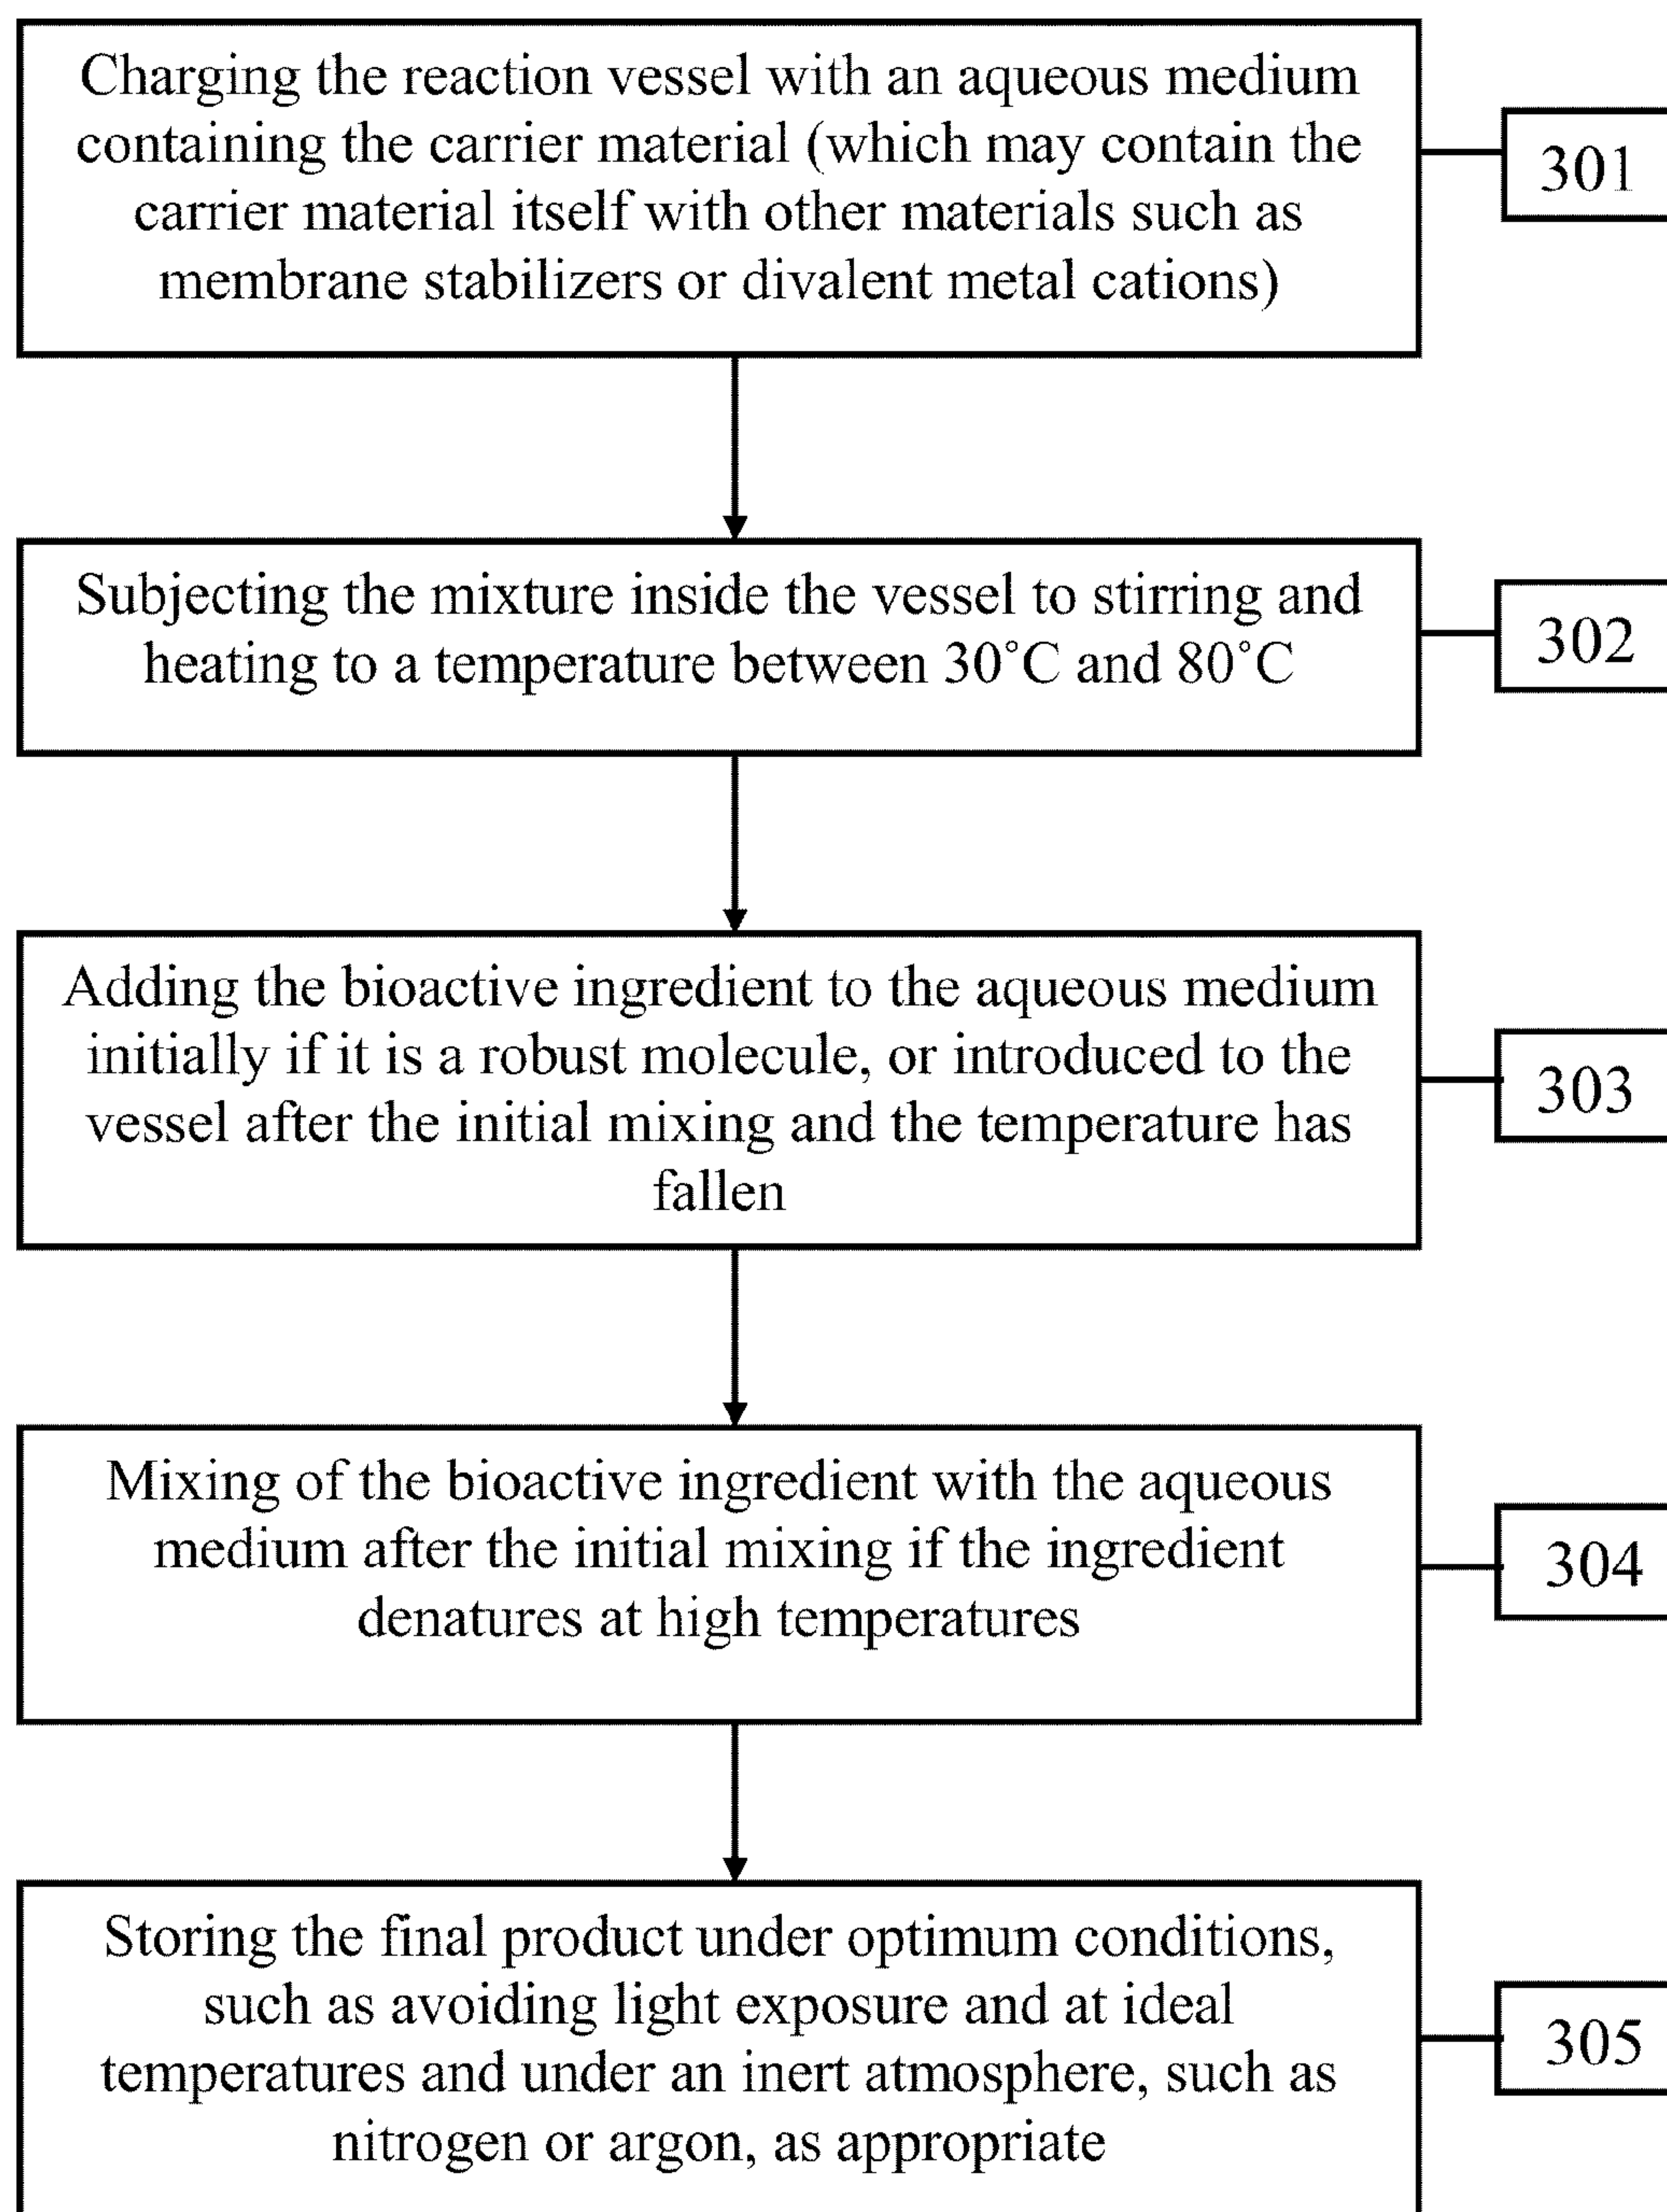 Charging the reaction vessel with an aqueous medium
containing the carrier material (which may contain the
carrier material itself with other materials such as
membrane stabilizers or divalent metal cations)
301
Subjecting the mixture inside the vessel to stirring and
heating to a temperature between 30°C and 80°C
302
Adding the bioactive ingredient to the aqueous medium
initially if it is a robust molecule, or introduced to the
vessel after the initial mixing and the temperature has
fallen
303
Mixing of the bioactive ingredient with the aqueous
medium after the initial mixing if the ingredient
denatures at high temperatures
304
Storing the final product under optimum conditions,
such as avoiding light exposure and at ideal
temperatures and under an inert atmosphere, such as
nitrogen or argon, as appropriate
305